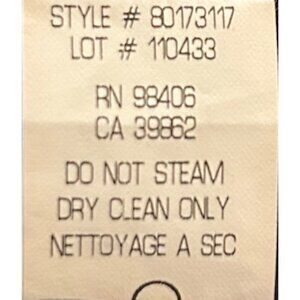 STYLE # 80173117
LOT # 110433
RN 98406
CA 39862
DO NOT STEAM
DRY CLEAN ONLY
NETTOYAGE A SEC